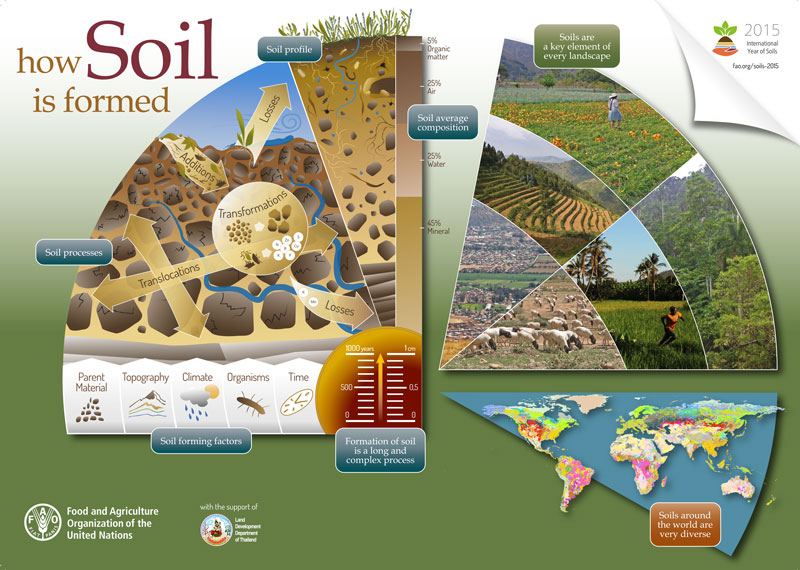 how Soil
is formed
Soil profile
5%
Organic
matter
25%
Air
Soil average
composition
25%
Water
45%
Mineral
Losses
Additions
Transformations
Translocations
Losses
Soil processes
Parent
Material
Topography
Climate
Organisms
Time
Soil forming factors
1000 years
1 cm
500
0,5
0
0
Formation of soil
is a long and
complex process
Soils are
a key element of
every landscape
2015
International
Year of Soils
fao.org/soils-2015
Soils around
the world are
very diverse
FAO
FIAT PANIS
Food and Agriculture
Organization of the
United Nations
with the support of
Land
Development
Department
of Thailand